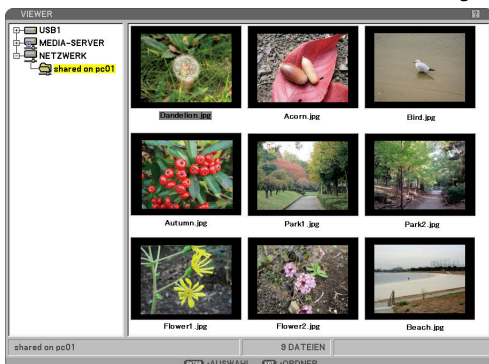 VIEWER
USB1
MEDIA-SERVER
NETZWERK
shared on pc01
Dandelion.jpg
Acorn.jpg
Bird.jpg
Autumn.jpg
Park1.jpg
Park2.jpg
Flower1.jpg
Flower2.jpg
Beach.jpg
shared on pc01
9 DATEIEN
:AUSWAHL
:ORDNER